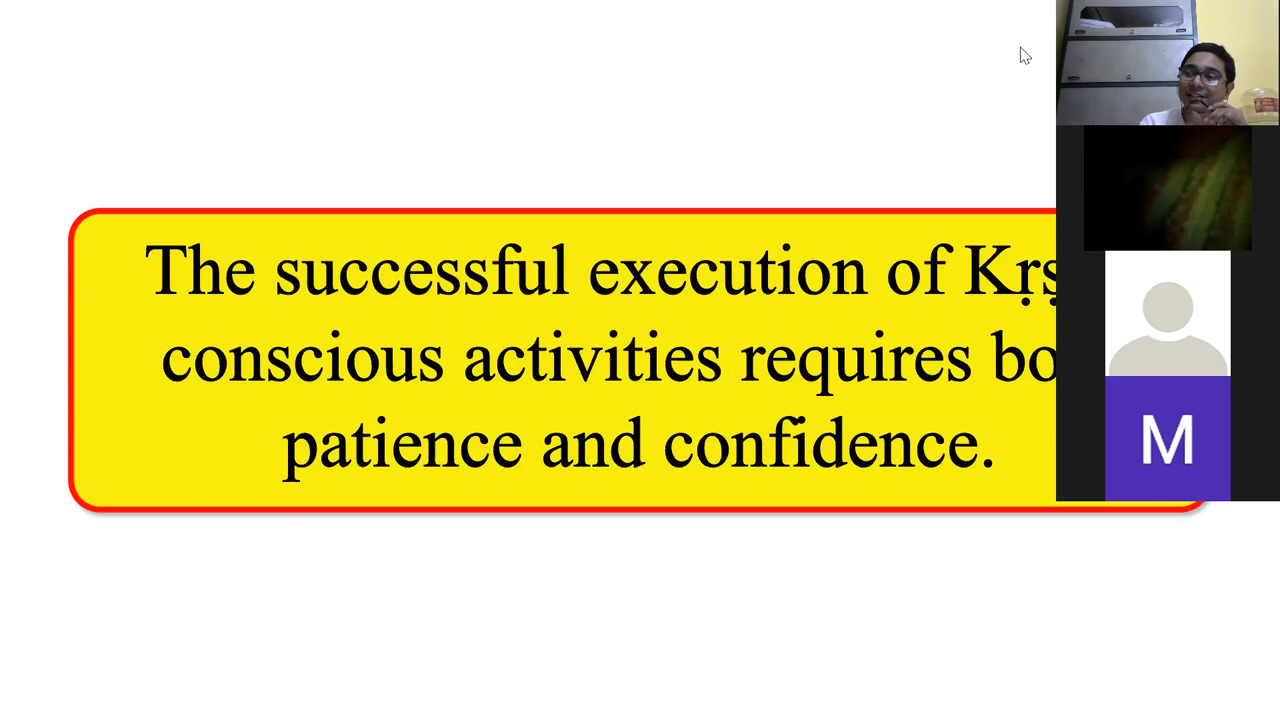 The successful execution of
conscious activities requires
patience and confidence.
M